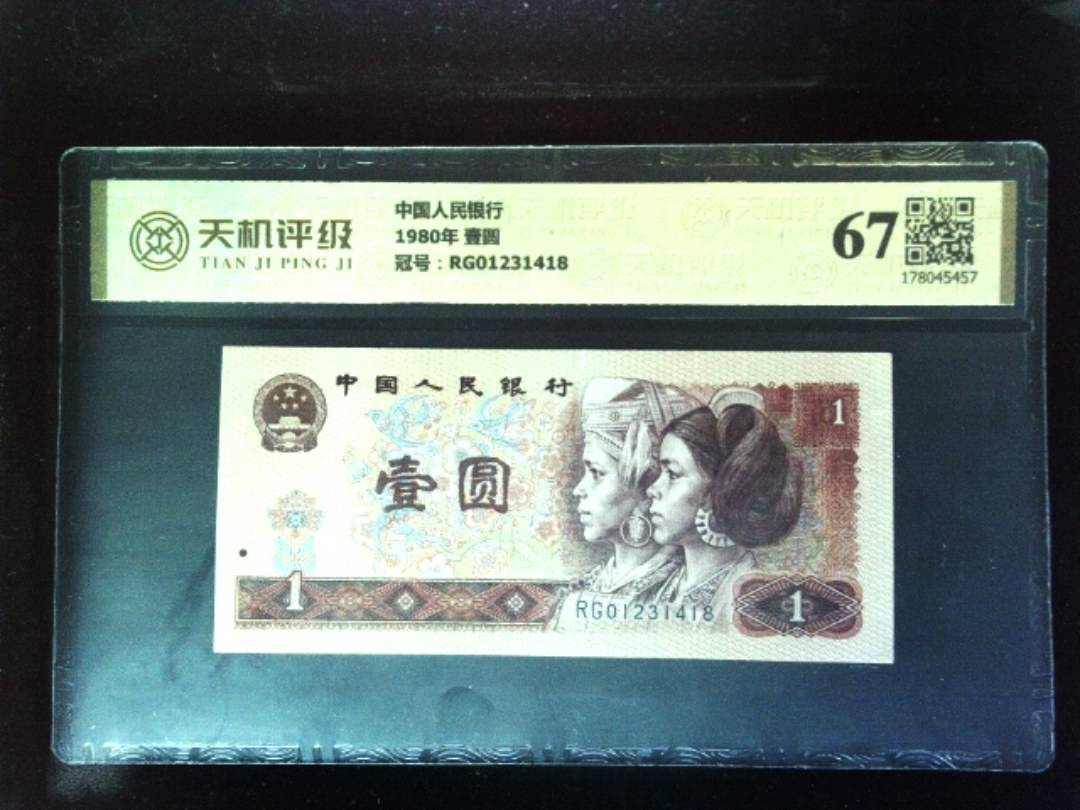 天机评级
TIAN JI PING JI
中国人民银行
1980年 壹圆
冠号：RG01231418
67
178045457
中国人民银行
1
壹圆
1
RG01231418
1